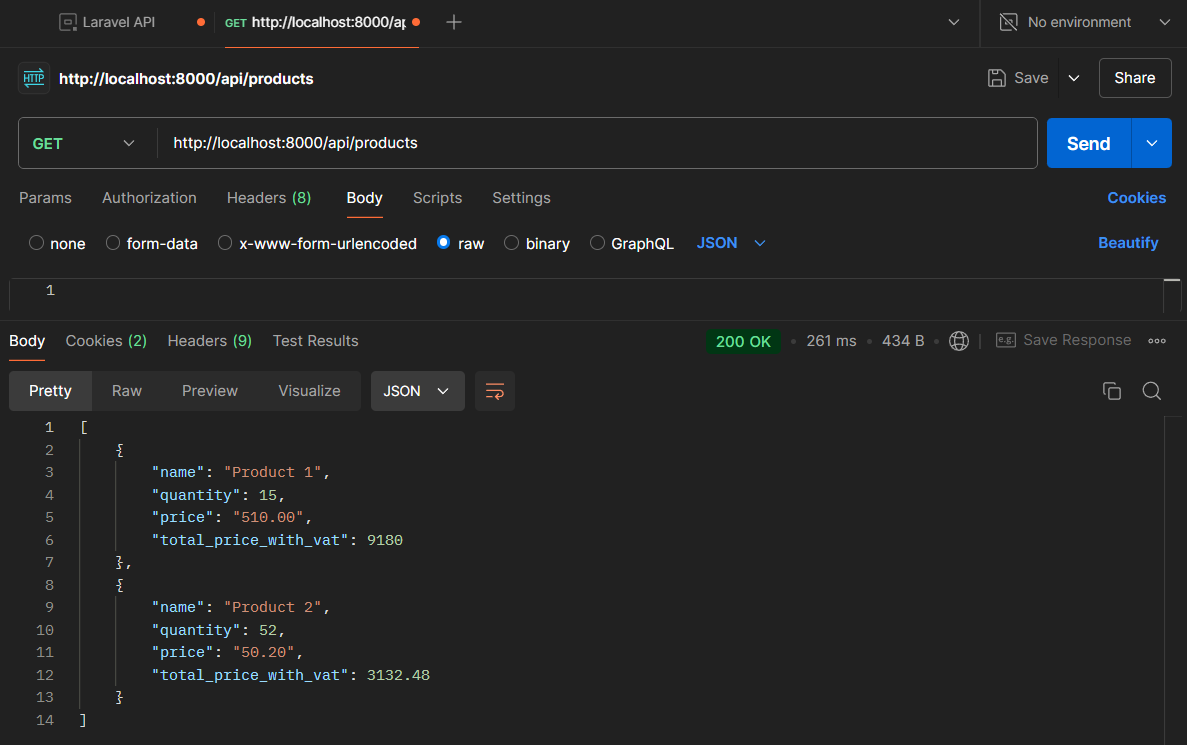 Laravel API GET http://localhost:8000/ap No environment
HTTP http://localhost:8000/api/products Save Share
GET http://localhost:8000/api/products Send
Params Authorization Headers (8) Body Scripts Settings Cookies
none form-data x-www-form-urlencoded raw binary GraphQL JSON Beautify
1
Body Cookies (2) Headers (9) Test Results 200 OK 261 ms 434 B e.g. Save Response
Pretty Raw Preview Visualize JSON
1 [
2 {
3 "name": "Product 1",
4 "quantity": 15,
5 "price": "510.00",
6 "total_price_with_vat": 9180
7 },
8 {
9 "name": "Product 2",
10 "quantity": 52,
11 "price": "50.20",
12 "total_price_with_vat": 3132.48
13 }
14 ]